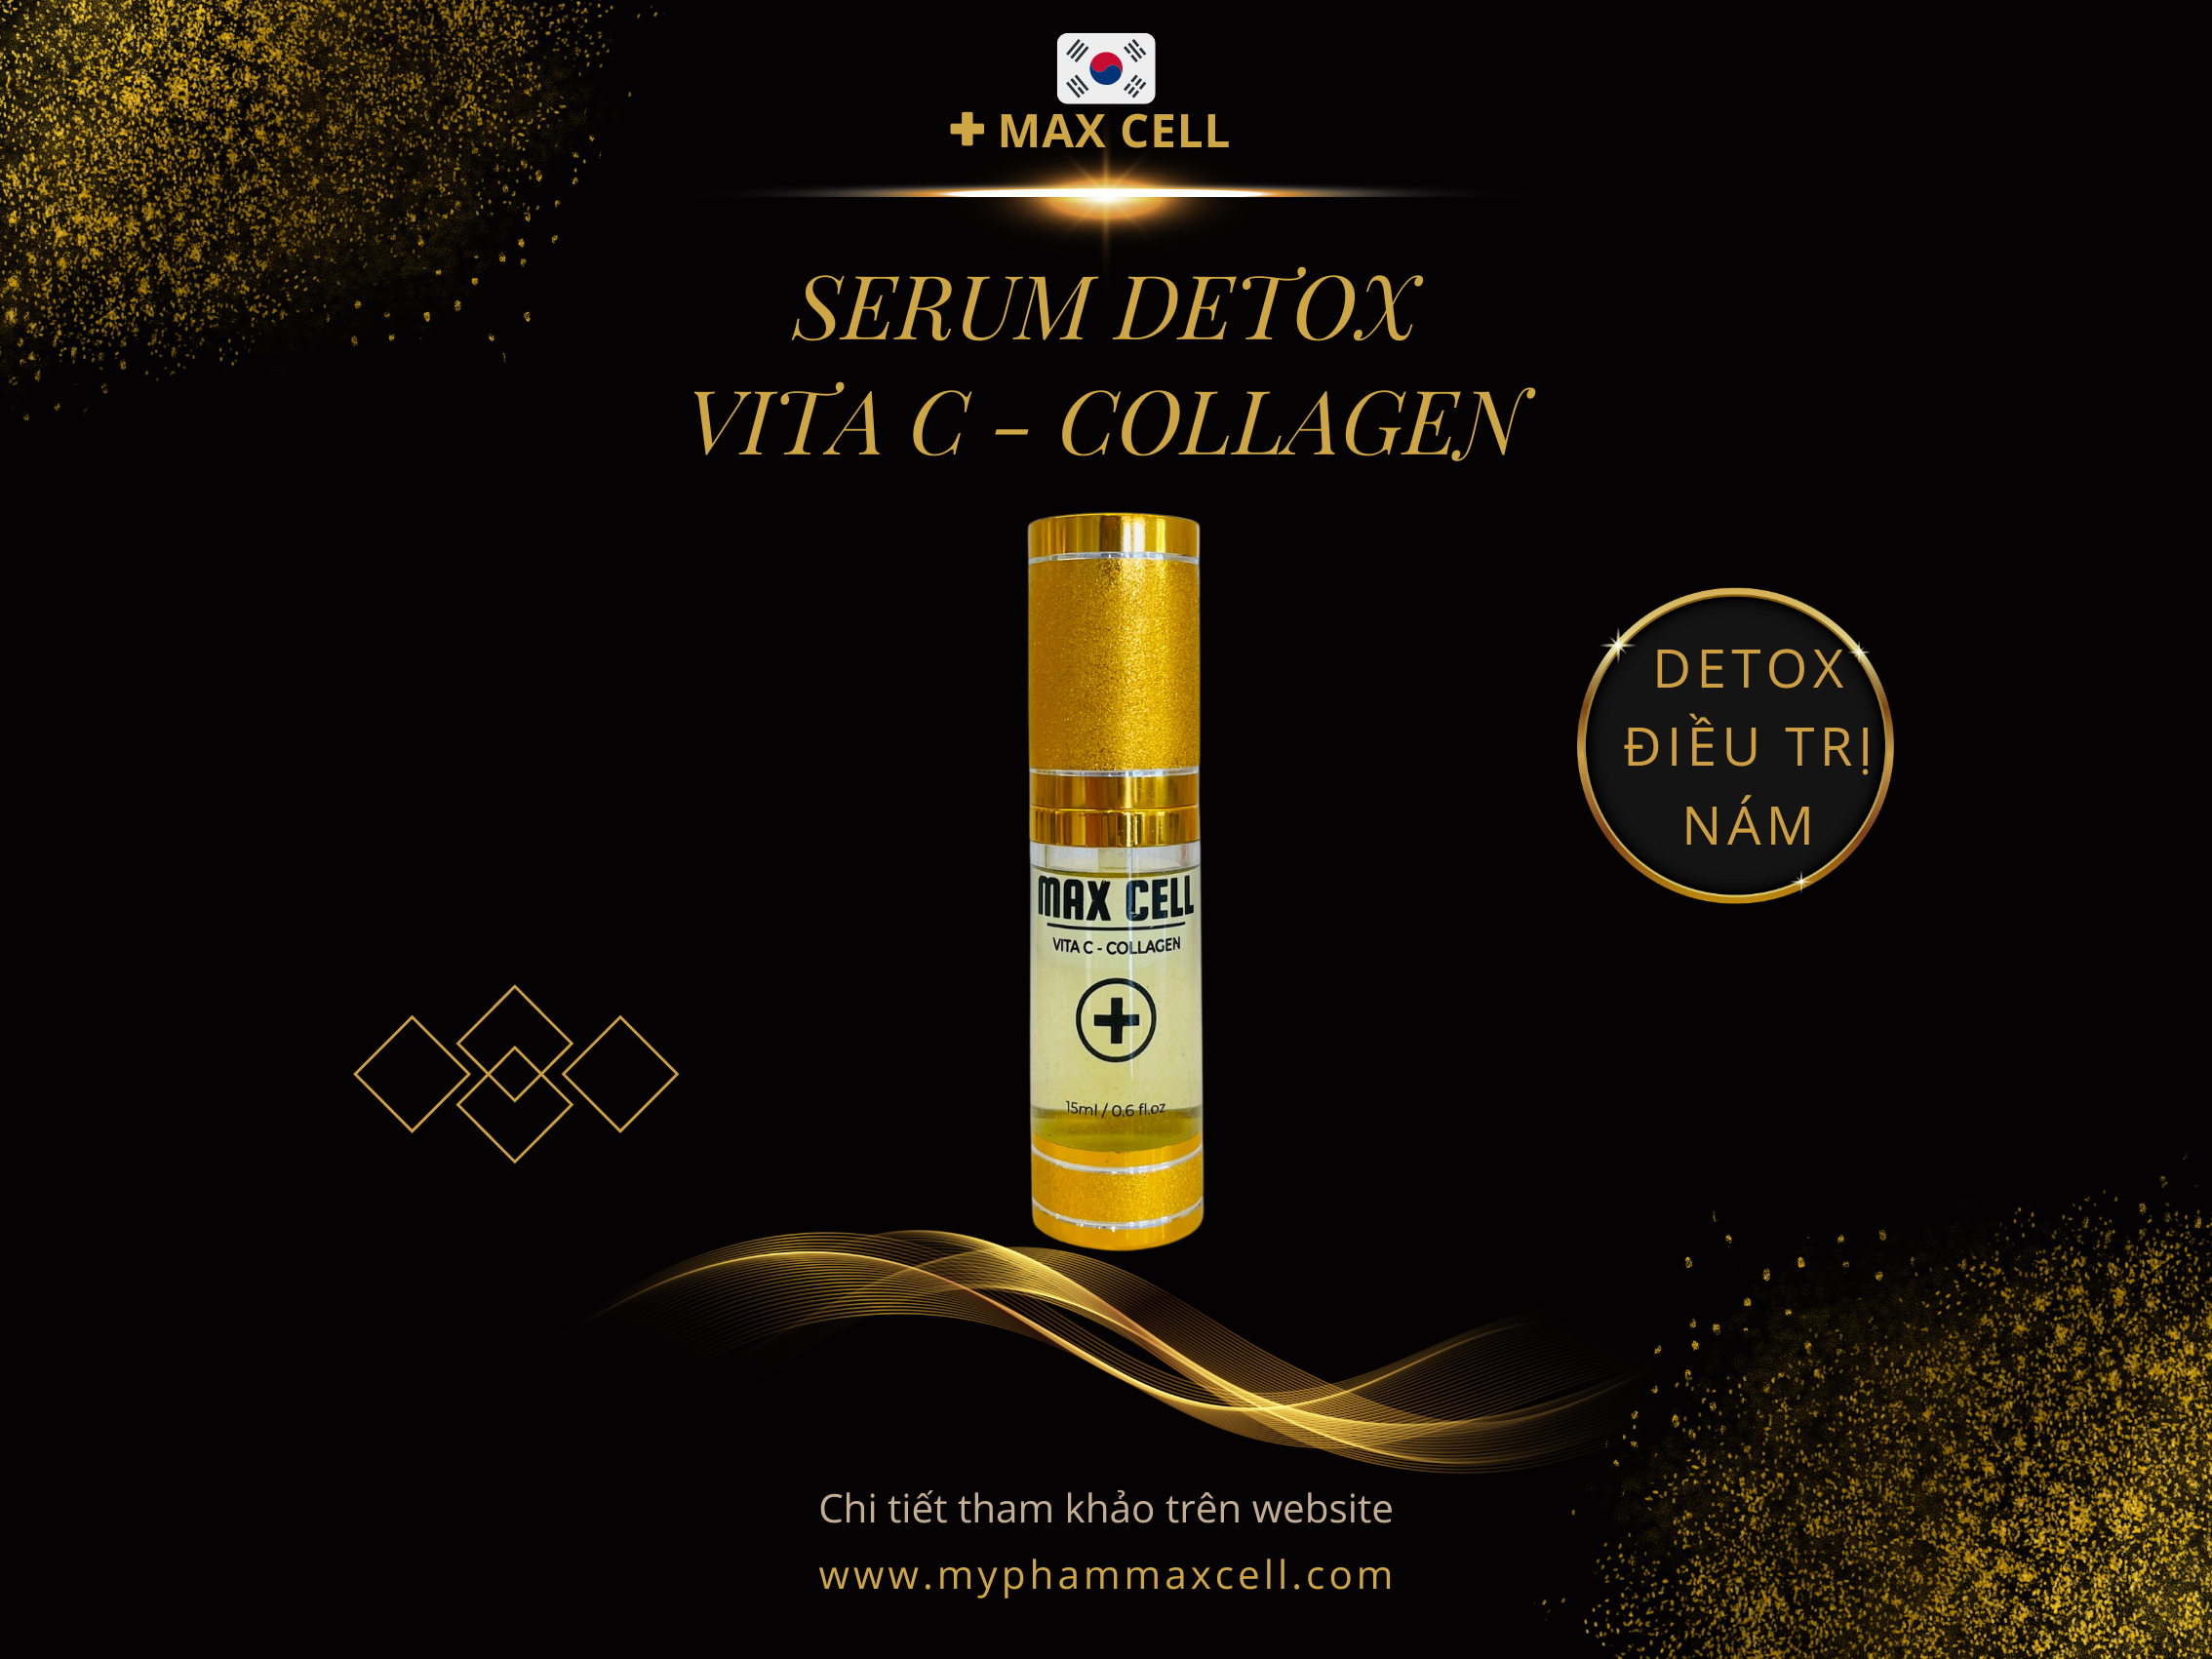 MAX CELL
SERUM DETOX
VITA C - COLLAGEN
DETOX
ĐIỀU TRỊ
NÁM
MAX CELL
VITA C - COLLAGEN
15ml / 0.6 fl.oz
Chi tiết tham khảo trên website
www.myphammaxcell.com